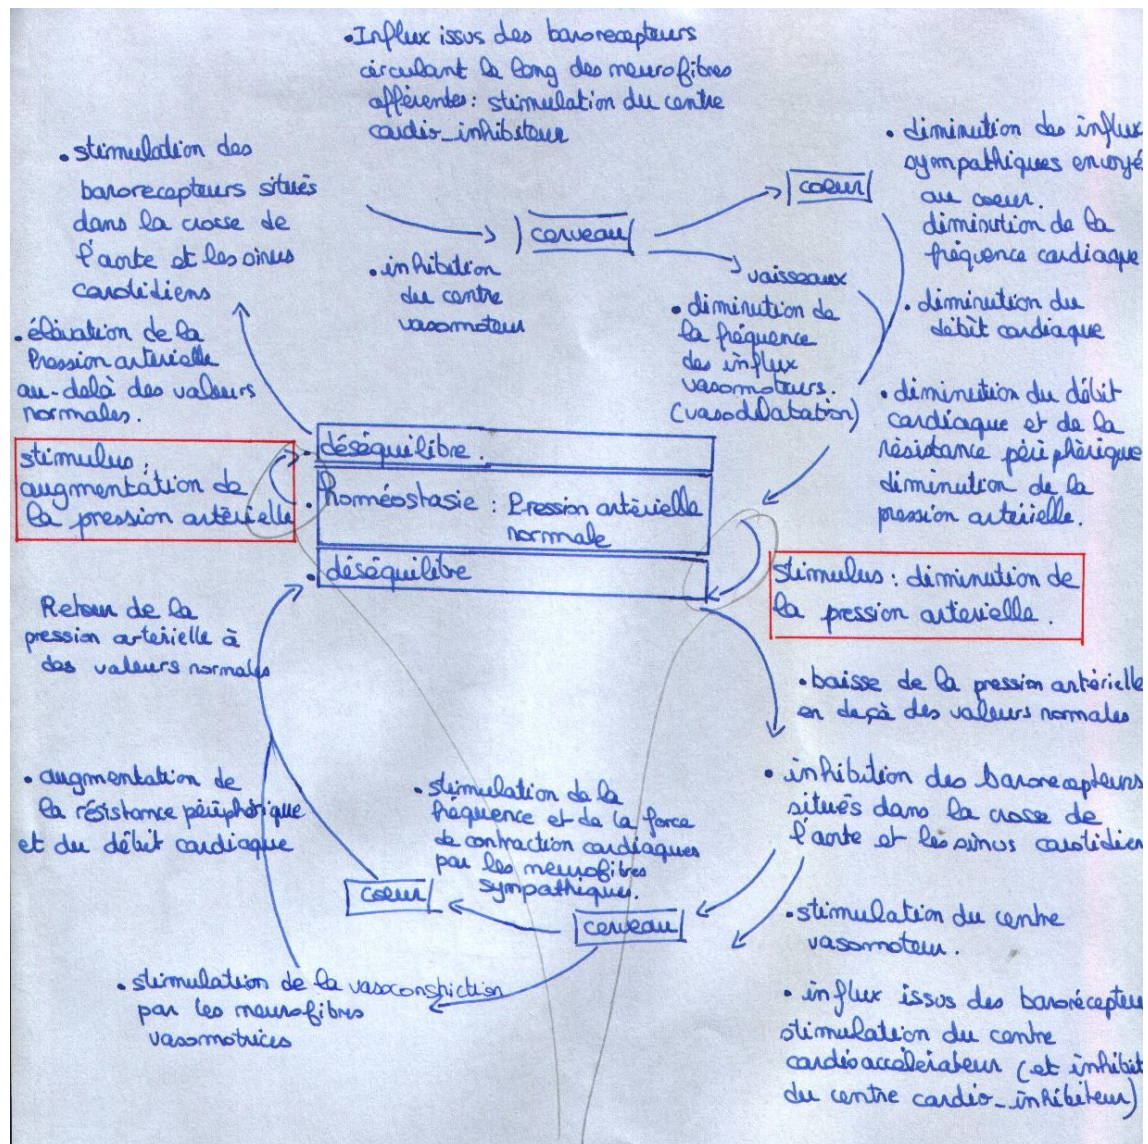 • Influx issus des barorecepteurs
circulant le long des neurofibres
afférentes : stimulation du centre
cardio_inhibiteur
• stimulation des
barorecepteurs situés
dans la crosse de
l'aorte et les sinus
carotidiens
• élévation de la
Pression artérielle
au-delà des valeurs
normales.
cerveau
• inhibition
du centre
vasomoteur
coeur
vaisseaux
• diminution de
la fréquence
des influx
vasomoteurs.
(vasodilatation)
• diminution des influx
sympathiques envoyé
au coeur.
diminution de la
fréquence cardiaque
• diminution du
débit cardiaque
• diminution du débit
cardiaque et de la
résistance périphérique
diminution de la
pression artérielle.
stimulus :
augmentation de
la pression artérielle
• déséquilibre.
• homéostasie : Pression artérielle
normale
• déséquilibre
stimulus : diminution de
la pression artérielle.
Retour de la
pression artérielle à
des valeurs normales
• baisse de la pression artérielle
en deçà des valeurs normales
• inhibition des barorecepteurs
situés dans la crosse de
l'aorte et les sinus carotidien
• augmentation de
la résistance périphérique
et du débit cardiaque
• stimulation de la
fréquence et de la force
de contraction cardiaques
par les neurofibres
sympathiques.
coeur
cerveau
• stimulation du centre
vasomoteur.
• stimulation de la vasoconstriction
par les neurofibres
vasomotrices
• influx issus des barorécepteu
stimulation du centre
cardioaccélérateur (et inhibit
du centre cardio_inhibiteur)